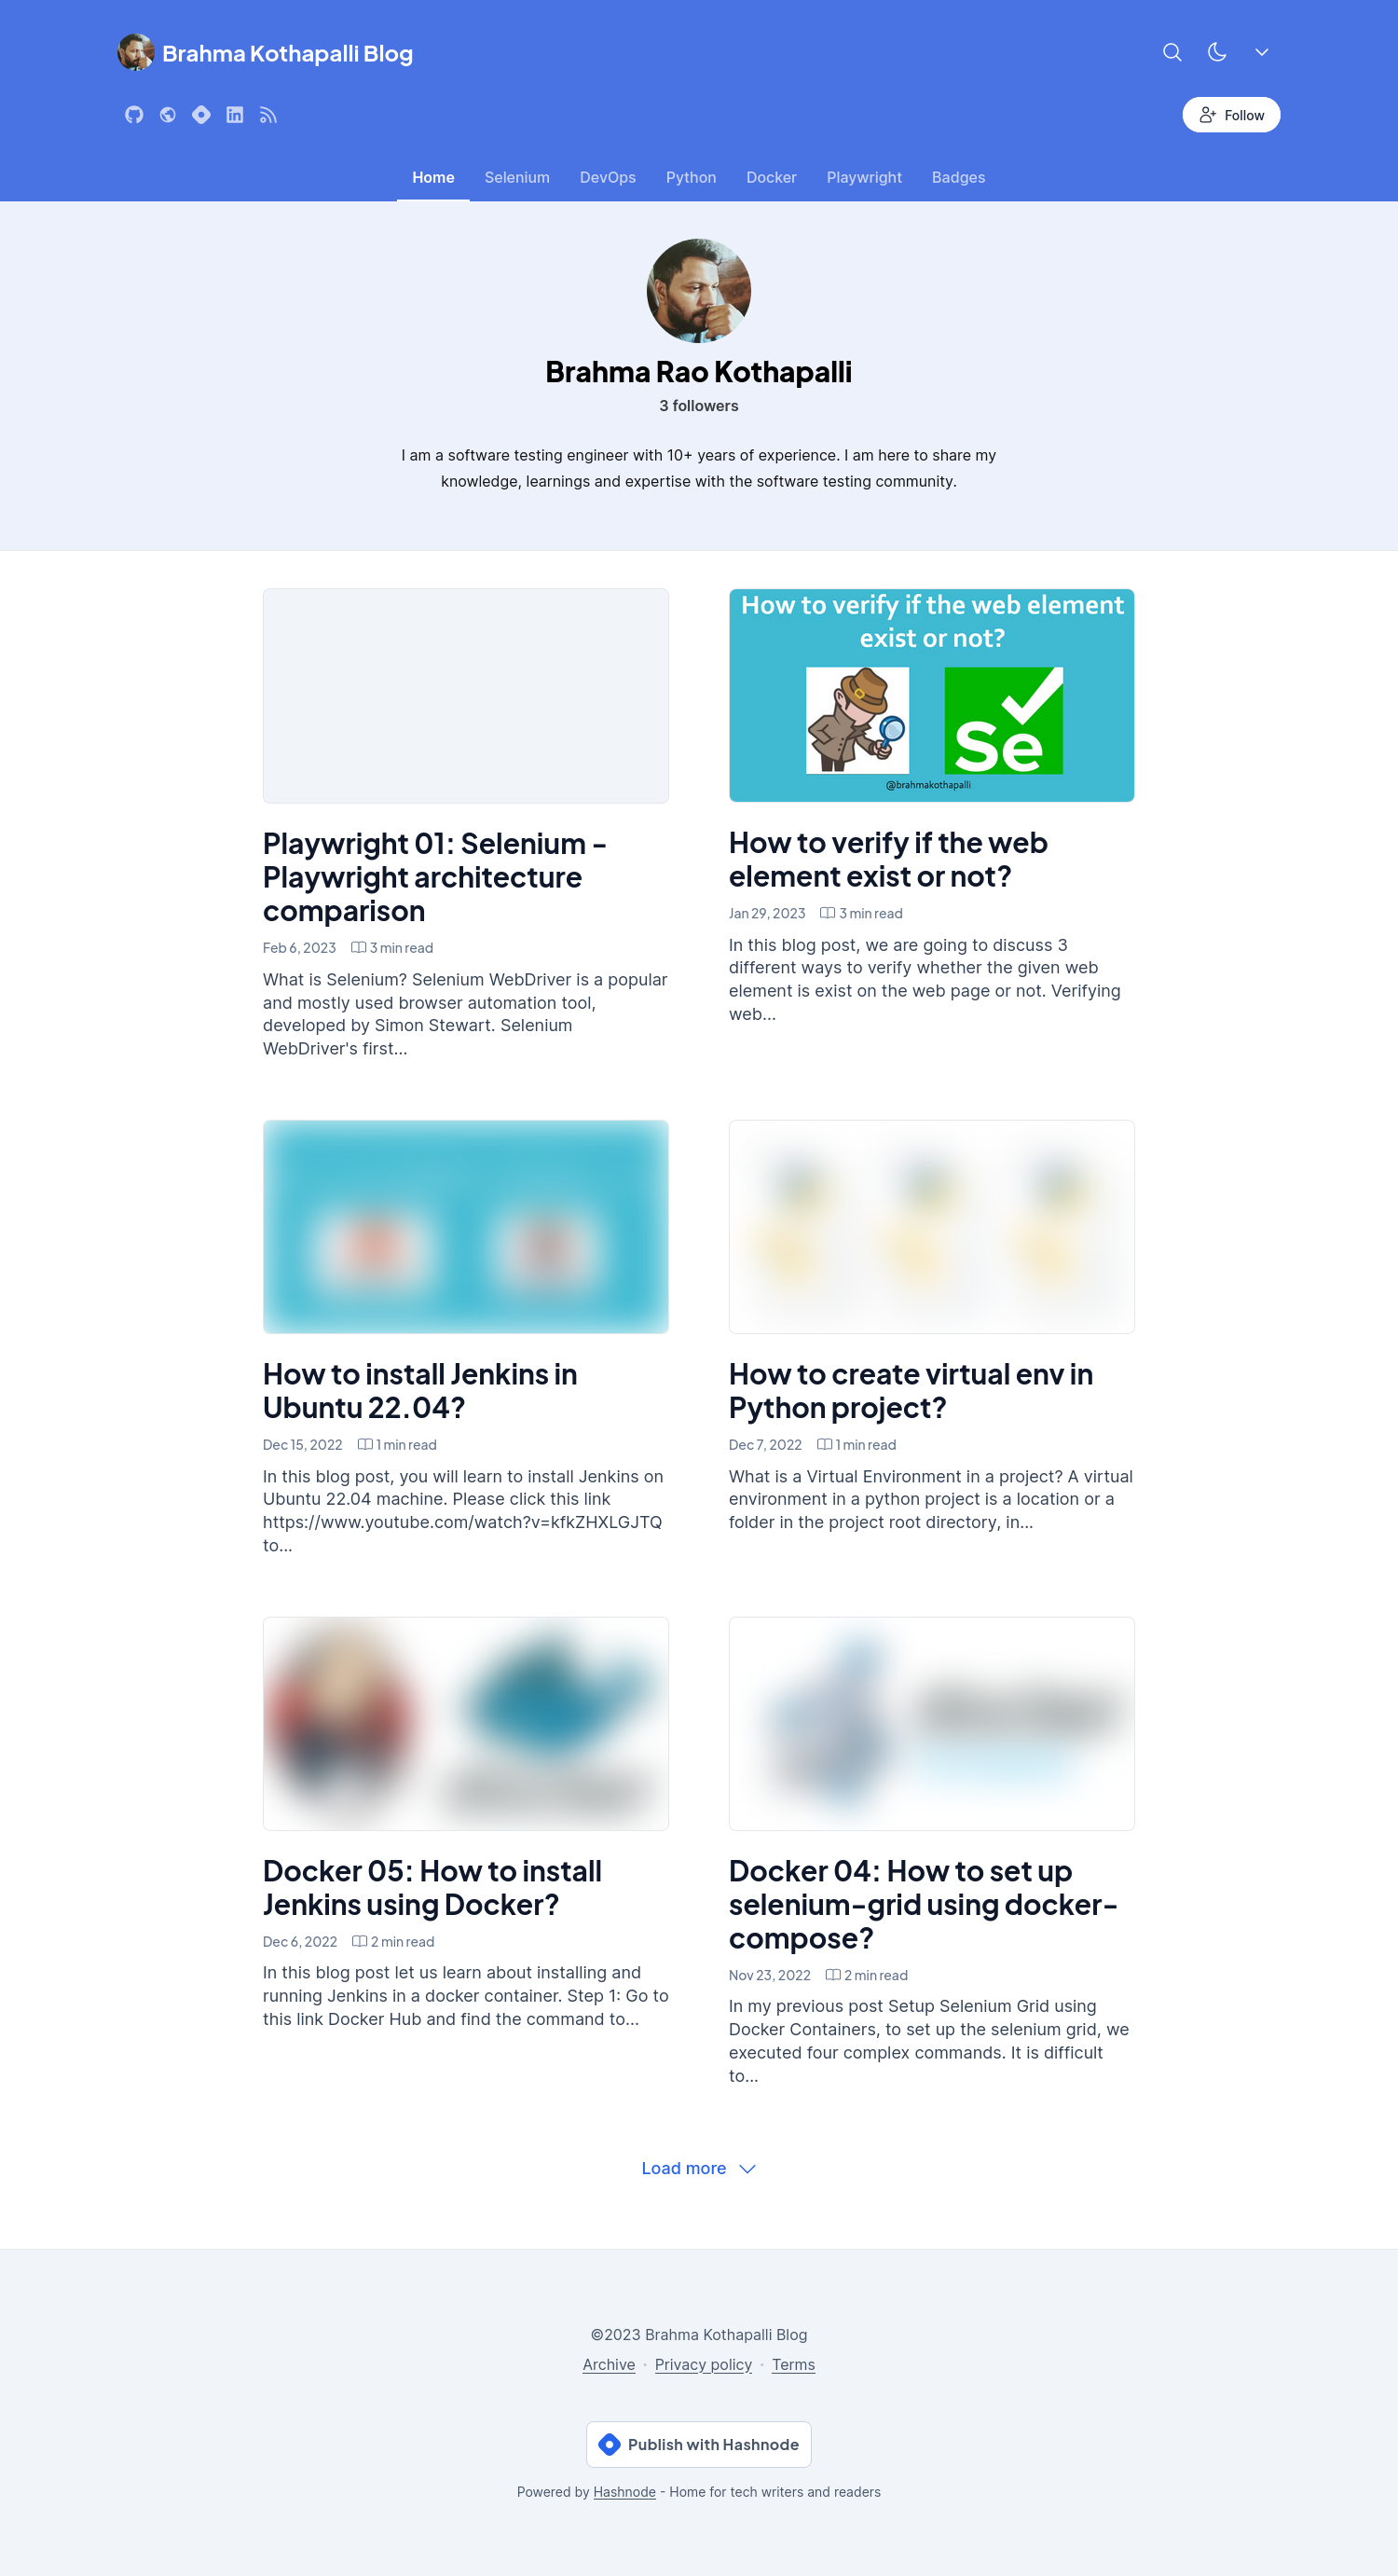 Brahma Kothapalli Blog
Follow
Home Selenium DevOps Python Docker Playwright Badges
Brahma Rao Kothapalli
3 followers
I am a software testing engineer with 10+ years of experience. I am here to share my
knowledge, learnings and expertise with the software testing community.
Playwright 01: Selenium -
Playwright architecture
comparison
Feb 6, 2023 3 min read
What is Selenium? Selenium WebDriver is a popular
and mostly used browser automation tool,
developed by Simon Stewart. Selenium
WebDriver's first...
How to verify if the web element
exist or not?
Se
@brahmakothapalli
How to verify if the web
element exist or not?
Jan 29, 2023 3 min read
In this blog post, we are going to discuss 3
different ways to verify whether the given web
element is exist on the web page or not. Verifying
web...
How to install Jenkins in
Ubuntu 22.04?
Dec 15, 2022 1 min read
In this blog post, you will learn to install Jenkins on
Ubuntu 22.04 machine. Please click this link
https://www.youtube.com/watch?v=kfkZHXLGJTQ
to...
How to create virtual env in
Python project?
Dec 7, 2022 1 min read
What is a Virtual Environment in a project? A virtual
environment in a python project is a location or a
folder in the project root directory, in...
Docker 05: How to install
Jenkins using Docker?
Dec 6, 2022 2 min read
In this blog post let us learn about installing and
running Jenkins in a docker container. Step 1: Go to
this link Docker Hub and find the command to...
Docker 04: How to set up
selenium-grid using docker-
compose?
Nov 23, 2022 2 min read
In my previous post Setup Selenium Grid using
Docker Containers, to set up the selenium grid, we
executed four complex commands. It is difficult
to...
Load more
©2023 Brahma Kothapalli Blog
Archive · Privacy policy · Terms
Publish with Hashnode
Powered by Hashnode - Home for tech writers and readers